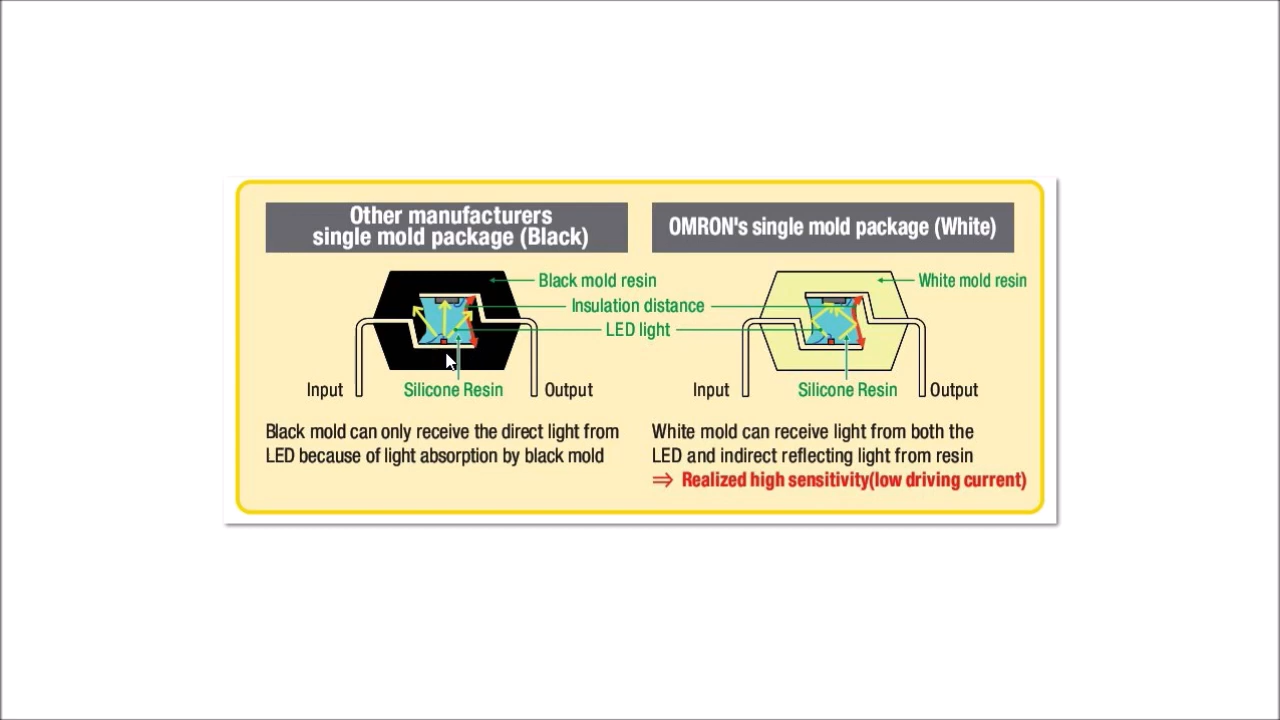 Other manufacturers
single mold package (Black)
OMRON's single mold package (White)
Black mold resin
White mold resin
Insulation distance
LED light
Input
Silicone Resin
Output
Input
Silicone Resin
Output
Black mold can only receive the direct light from
LED because of light absorption by black mold
White mold can receive light from both the
LED and indirect reflecting light from resin
⇒ Realized high sensitivity(low driving current)